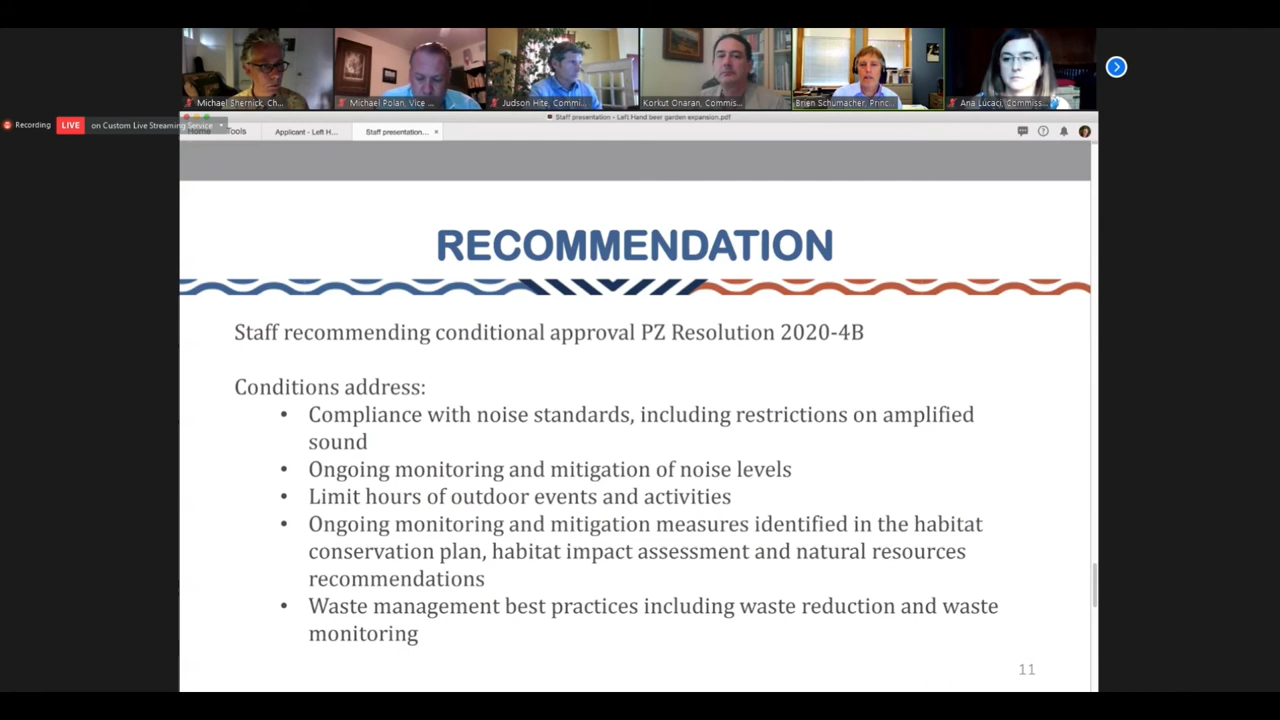 Michael Shernick, Ch...
Michael Polan, Vice ...
Judson Hite, Commi...
Korkut Onaran, Commis...
Brien Schumacher, Princ...
Ana Lucaci, Commiss...
Recording
LIVE
on Custom Live Streaming Service
Staff presentation - Left Hand beer garden expansion.pdf
Home
Tools
Applicant - Left H...
Staff presentation...
RECOMMENDATION
Staff recommending conditional approval PZ Resolution 2020-4B
Conditions address:
• Compliance with noise standards, including restrictions on amplified
sound
• Ongoing monitoring and mitigation of noise levels
• Limit hours of outdoor events and activities
• Ongoing monitoring and mitigation measures identified in the habitat
conservation plan, habitat impact assessment and natural resources
recommendations
• Waste management best practices including waste reduction and waste
monitoring
11